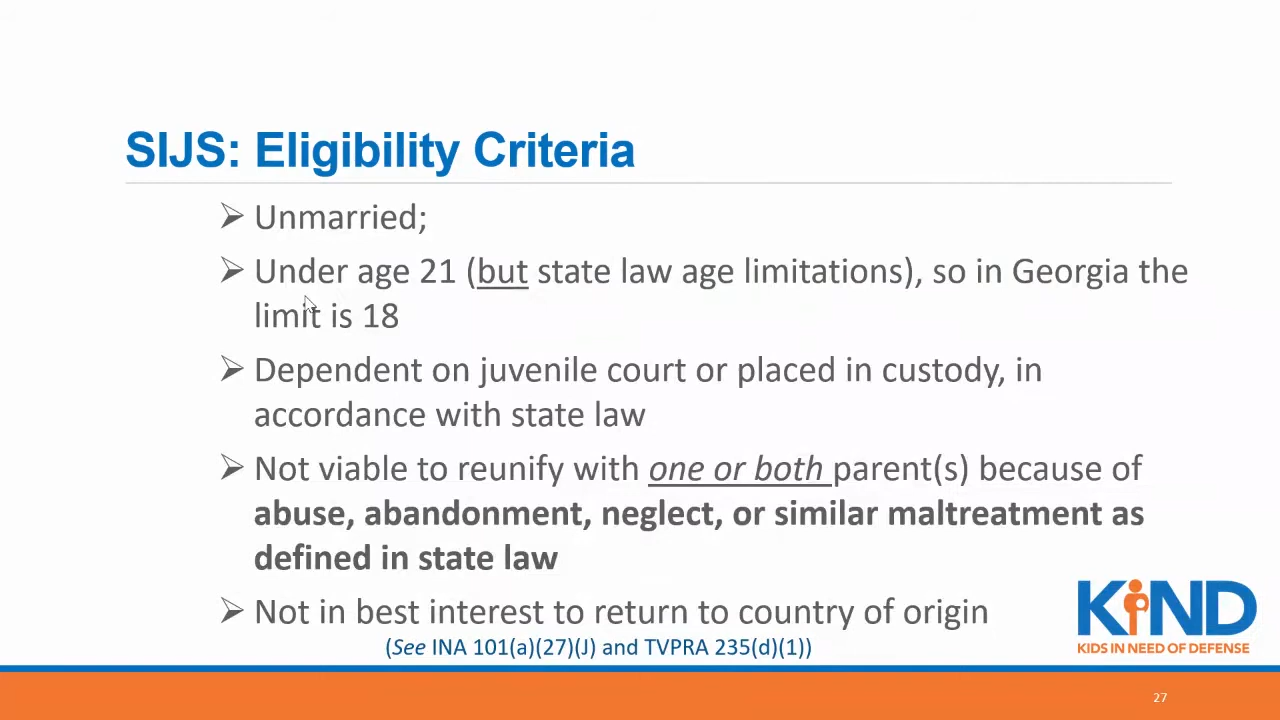 SIJS: Eligibility Criteria
➢ Unmarried;
➢ Under age 21 (but state law age limitations), so in Georgia the
limit is 18
➢ Dependent on juvenile court or placed in custody, in
accordance with state law
➢ Not viable to reunify with one or both parent(s) because of
abuse, abandonment, neglect, or similar maltreatment as
defined in state law
➢ Not in best interest to return to country of origin
(See INA 101(a)(27)(J) and TVPRA 235(d)(1))
KiND
KIDS IN NEED OF DEFENSE
27